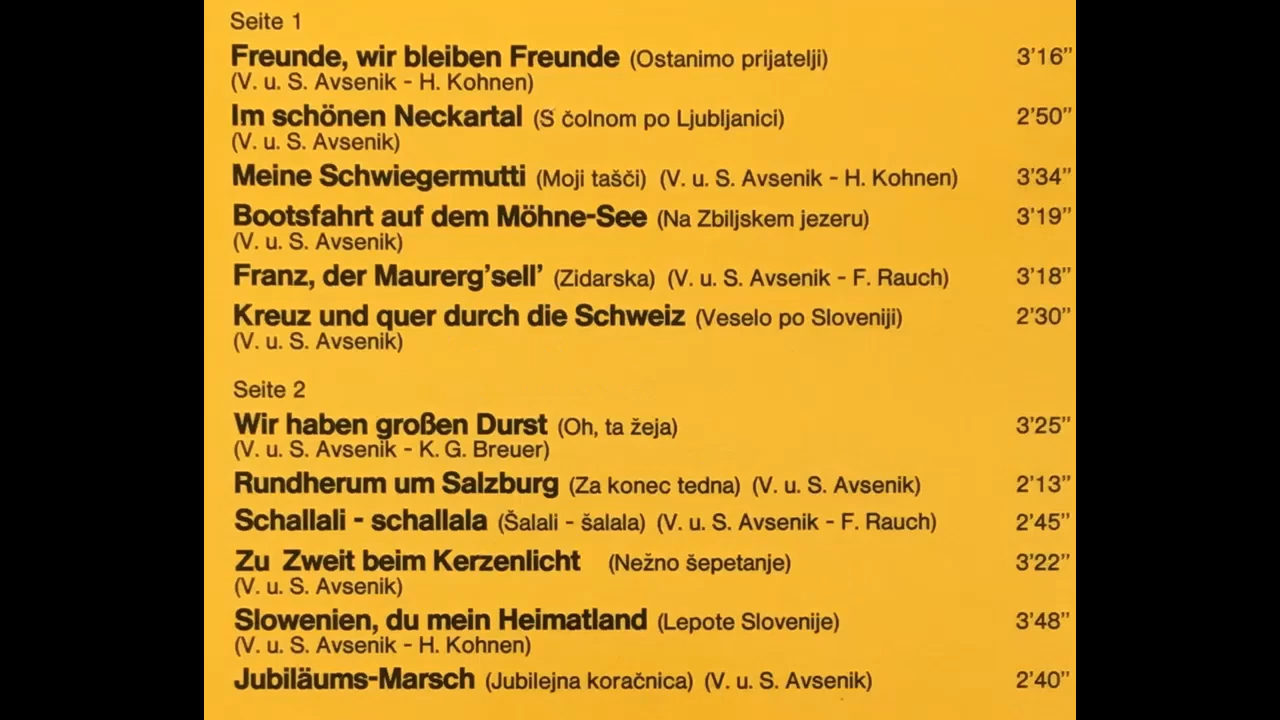 Seite 1
Freunde, wir bleiben Freunde (Ostanimo prijatelji) 3’16”
(V. u. S. Avsenik - H. Kohnen)
Im schönen Neckartal (S čolnom po Ljubljanici) 2’50”
(V. u. S. Avsenik)
Meine Schwiegermutti (Moji tašči) (V. u. S. Avsenik - H. Kohnen) 3’34”
Bootsfahrt auf dem Möhne-See (Na Zbiljskem jezeru) 3’19”
(V. u. S. Avsenik)
Franz, der Maurerg’sell’ (Zidarska) (V. u. S. Avsenik - F. Rauch) 3’18”
Kreuz und quer durch die Schweiz (Veselo po Sloveniji) 2’30”
(V. u. S. Avsenik)
Seite 2
Wir haben großen Durst (Oh, ta žeja) 3’25”
(V. u. S. Avsenik - K. G. Breuer)
Rundherum um Salzburg (Za konec tedna) (V. u. S. Avsenik) 2’13”
Schallali - schallala (Šalali - šalala) (V. u. S. Avsenik - F. Rauch) 2’45”
Zu Zweit beim Kerzenlicht (Nežno šepetanje) 3’22”
(V. u. S. Avsenik)
Slowenien, du mein Heimatland (Lepote Slovenije) 3’48”
(V. u. S. Avsenik - H. Kohnen)
Jubiläums-Marsch (Jubilejna koračnica) (V. u. S. Avsenik) 2’40”